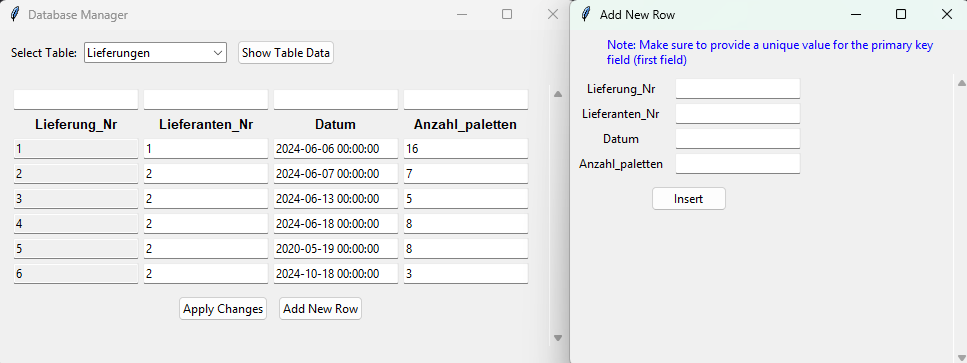 Database Manager
Select Table: Lieferungen Show Table Data
Lieferung_Nr Lieferanten_Nr Datum Anzahl_paletten
1 1 2024-06-06 00:00:00 16
2 2 2024-06-07 00:00:00 7
3 2 2024-06-13 00:00:00 5
4 2 2024-06-18 00:00:00 8
5 2 2020-05-19 00:00:00 8
6 2 2024-10-18 00:00:00 3
Apply Changes Add New Row
Add New Row
Note: Make sure to provide a unique value for the primary key
field (first field)
Lieferung_Nr
Lieferanten_Nr
Datum
Anzahl_paletten
Insert